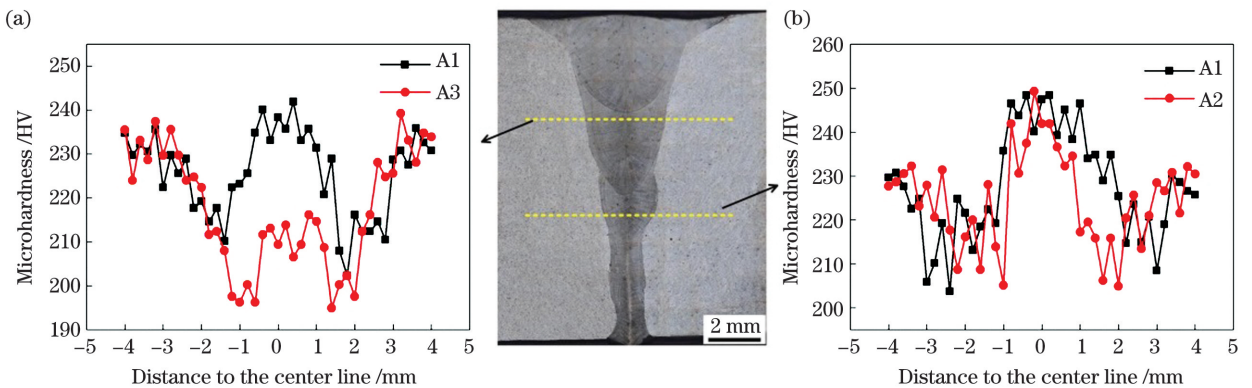 (a)
250
240
230
220
210
200
190
Microhardness /HV
A1
A3
−5 −4 −3 −2 −1 0 1 2 3 4 5
Distance to the center line /mm
2 mm
(b)
260
250
240
230
220
210
200
Microhardness /HV
A1
A2
−5 −4 −3 −2 −1 0 1 2 3 4 5
Distance to the center line /mm